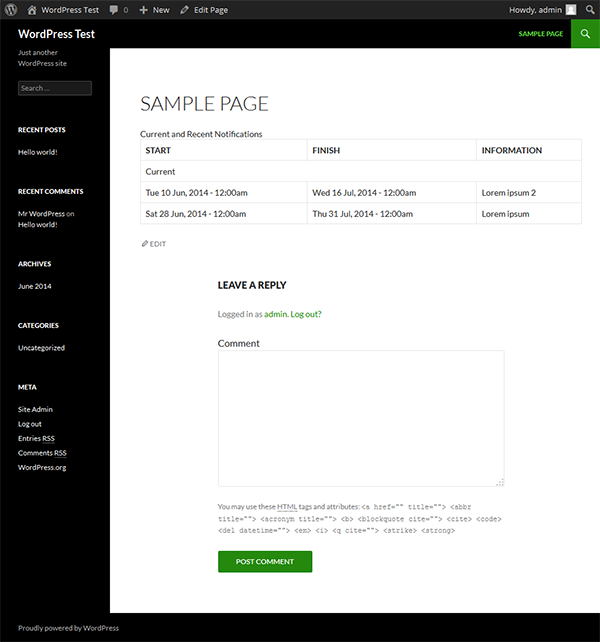 WordPress Test 0 New Edit Page Howdy, admin
WordPress Test SAMPLE PAGE
Just another
WordPress site
Search ...
RECENT POSTS
Hello world!
RECENT COMMENTS
Mr WordPress on
Hello world!
ARCHIVES
June 2014
CATEGORIES
Uncategorized
META
Site Admin
Log out
Entries RSS
Comments RSS
WordPress.org
SAMPLE PAGE
Current and Recent Notifications
START FINISH INFORMATION
Current
Tue 10 Jun, 2014 - 12:00am Wed 16 Jul, 2014 - 12:00am Lorem ipsum 2
Sat 28 Jun, 2014 - 12:00am Thu 31 Jul, 2014 - 12:00am Lorem ipsum
EDIT
LEAVE A REPLY
Logged in as admin. Log out?
Comment
You may use these HTML tags and attributes: <a href="" title=""> <abbr
title=""> <acronym title=""> <b> <blockquote cite=""> <cite> <code>
<del datetime=""> <em> <i> <q cite=""> <strike> <strong>
POST COMMENT
Proudly powered by WordPress